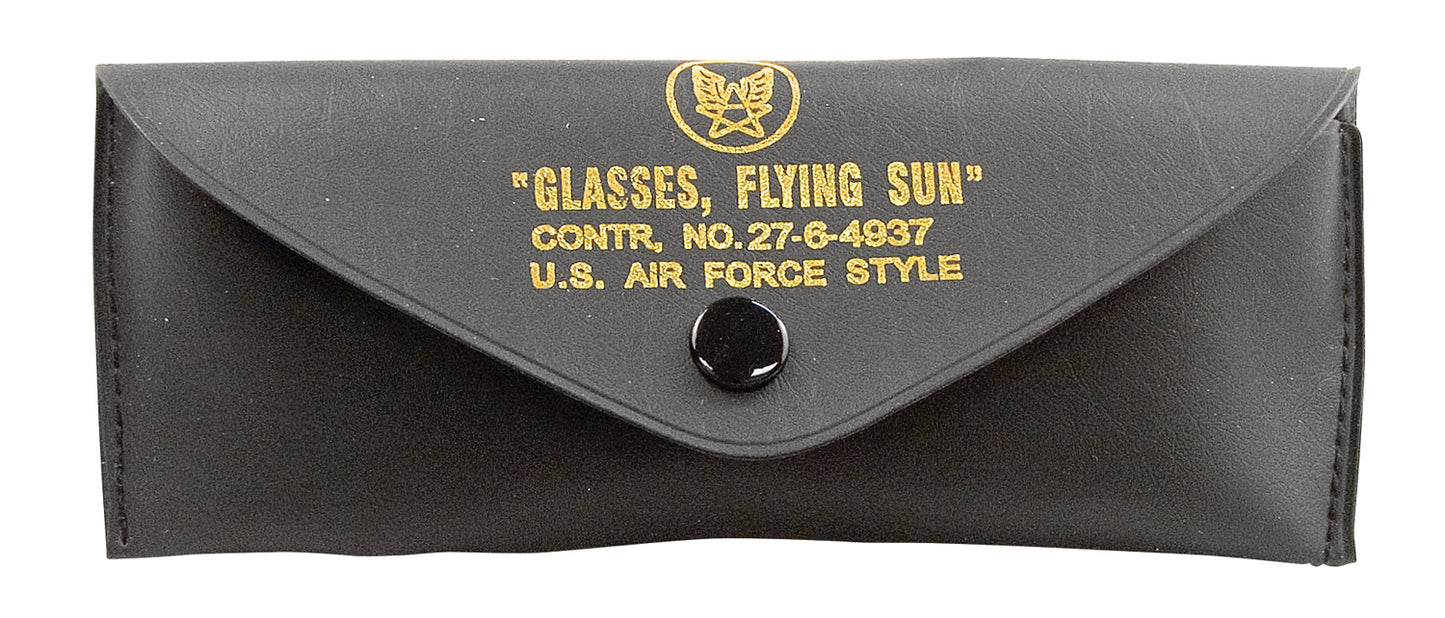 "GLASSES, FLYING SUN"
CONTR, NO.27-6-4937
U.S. AIR FORCE STYLE